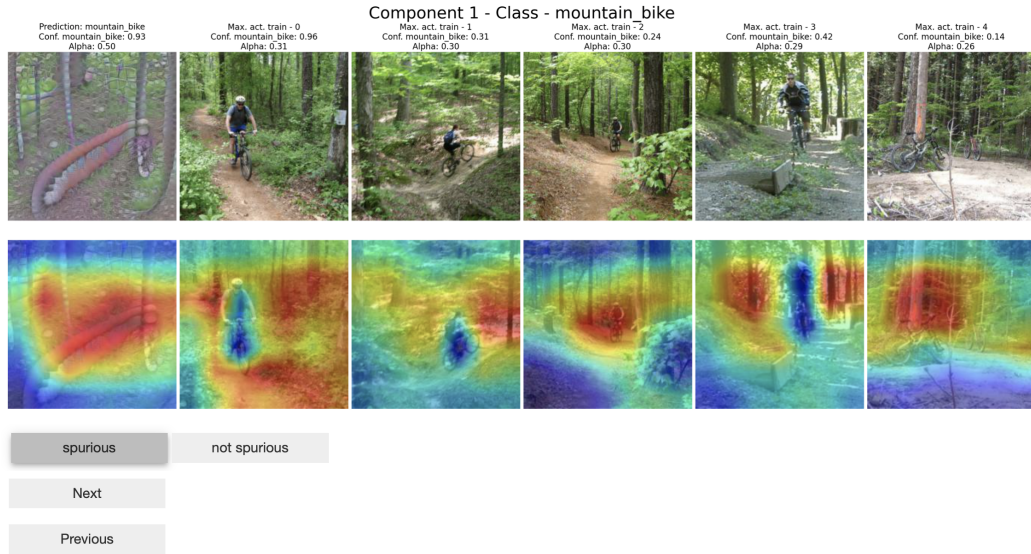 Component 1 - Class - mountain_bike
Prediction: mountain_bike
Conf. mountain_bike: 0.93
Alpha: 0.50
Max. act. train - 0
Conf. mountain_bike: 0.96
Alpha: 0.31
Max. act. train - 1
Conf. mountain_bike: 0.31
Alpha: 0.30
Max. act. train - 2
Conf. mountain_bike: 0.24
Alpha: 0.30
Max. act. train - 3
Conf. mountain_bike: 0.42
Alpha: 0.29
Max. act. train - 4
Conf. mountain_bike: 0.14
Alpha: 0.26
spurious
not spurious
Next
Previous